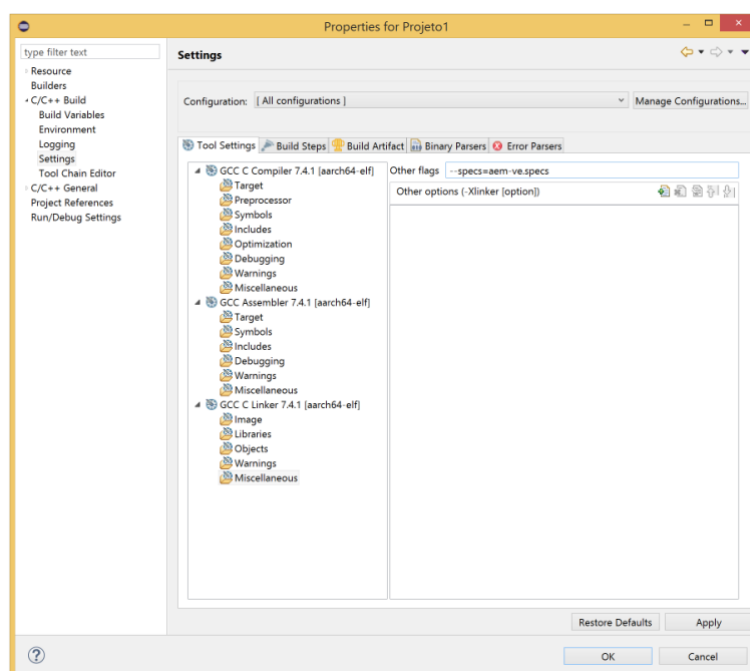 Properties for Projeto1
type filter text
Resource
Builders
C/C++ Build
Build Variables
Environment
Logging
Settings
Tool Chain Editor
C/C++ General
Project References
Run/Debug Settings
Settings
Configuration: [ All configurations ] Manage Configurations...
Tool Settings Build Steps Build Artifact Binary Parsers Error Parsers
GCC C Compiler 7.4.1 [aarch64-elf]
Target
Preprocessor
Symbols
Includes
Optimization
Debugging
Warnings
Miscellaneous
GCC Assembler 7.4.1 [aarch64-elf]
Target
Symbols
Includes
Debugging
Warnings
Miscellaneous
GCC C Linker 7.4.1 [aarch64-elf]
Image
Libraries
Objects
Warnings
Miscellaneous
Other flags --specs=aem-ve.specs
Other options (-Xlinker [option])
Restore Defaults Apply
OK Cancel